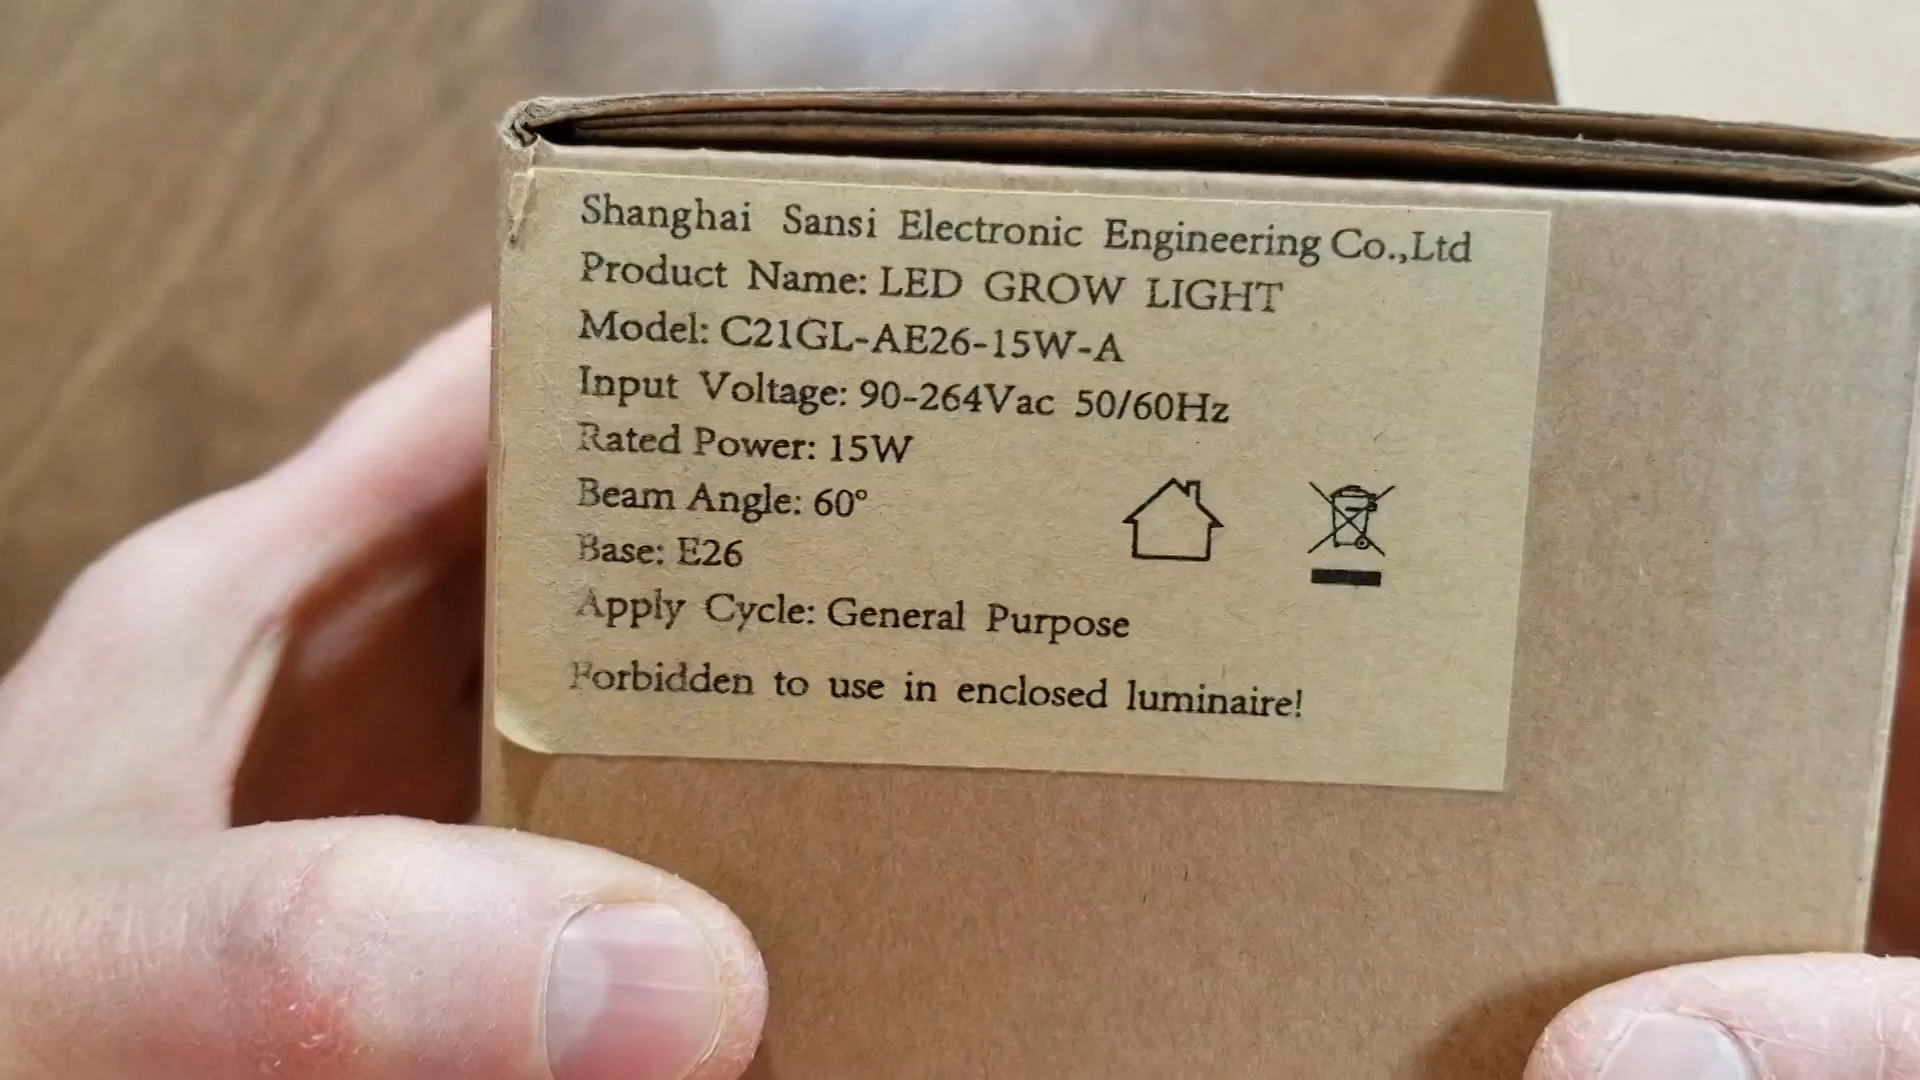 Shanghai Sansi Electronic Engineering Co.,Ltd
Product Name: LED GROW LIGHT
Model: C21GL-AE26-15W-A
Input Voltage: 90-264Vac 50/60Hz
Rated Power: 15W
Beam Angle: 60°
Base: E26
Apply Cycle: General Purpose
Forbidden to use in enclosed luminaire!